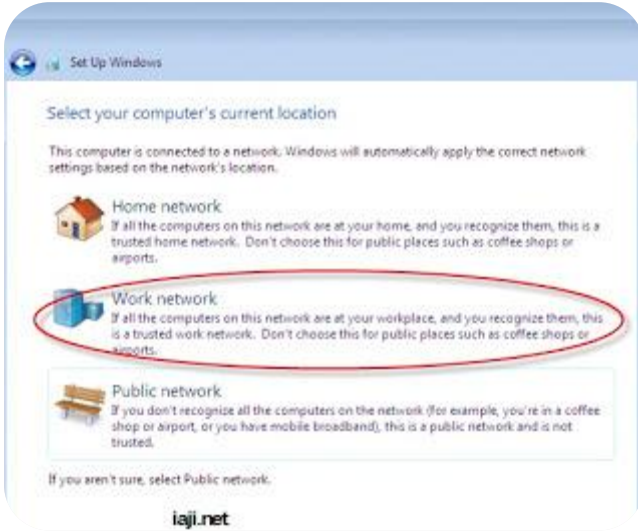 Set Up Windows
Select your computer's current location
This computer is connected to a network. Windows will automatically apply the correct network
settings based on the network's location.
Home network
If all the computers on this network are at your home, and you recognize them, this is a
trusted home network. Don't choose this for public places such as coffee shops or
airports.
Work network
If all the computers on this network are at your workplace, and you recognize them, this
is a trusted work network. Don't choose this for public places such as coffee shops or
airports.
Public network
If you don't recognize all the computers on the network (for example, you're in a coffee
shop or airport, or you have mobile broadband), this is a public network and is not
trusted.
If you aren't sure, select Public network.
iaji.net